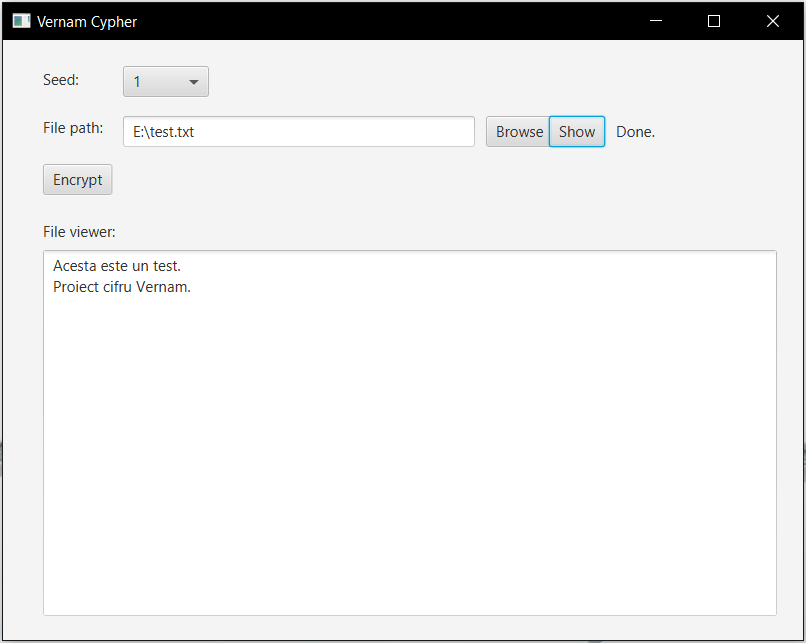 Vernam Cypher
Seed: 1
File path: E:\test.txt Browse Show Done.
Encrypt
File viewer:
Acesta este un test.
Proiect cifru Vernam.